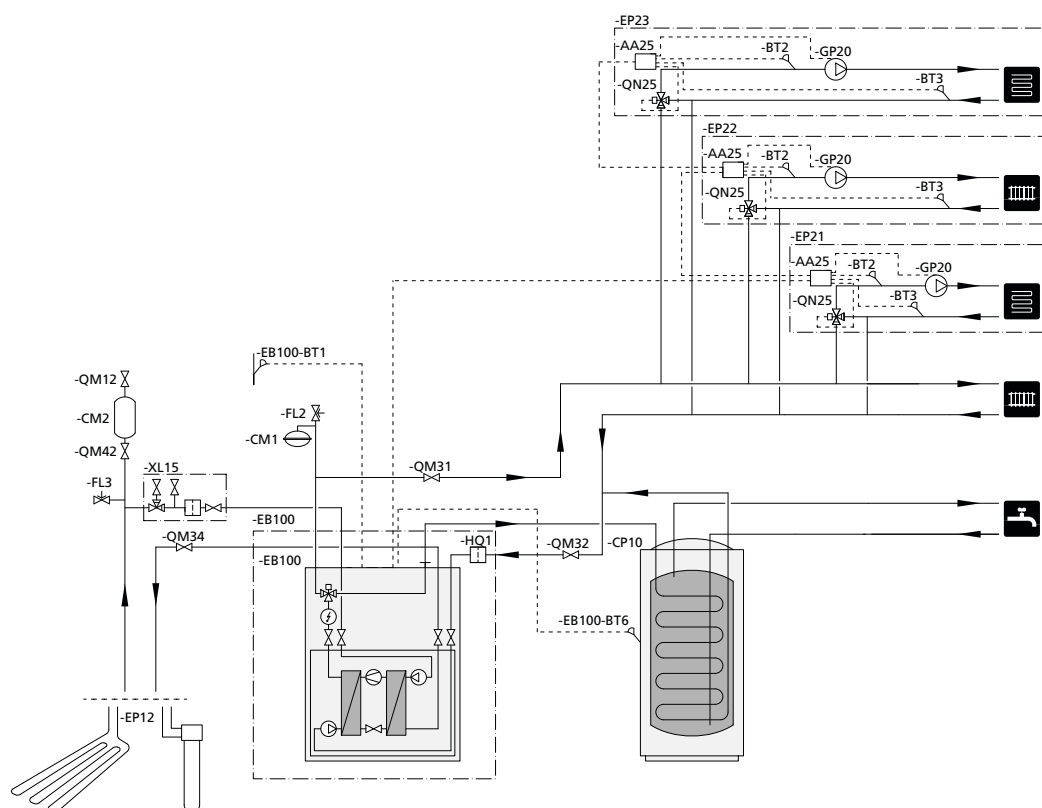 -EP23
-AA25
-BT2
-GP20
-QN25
-BT3
-EP22
-AA25
-BT2
-GP20
-QN25
-BT3
-EP21
-AA25
-BT2
-GP20
-QN25
-BT3
-EB100-BT1
-QM12
-CM2
-QM42
-FL2
-CM1
-FL3
-XL15
-QM31
-EB100
-QM34
-EB100
-HQ1
-QM32
-CP10
-EB100-BT6
-EP12